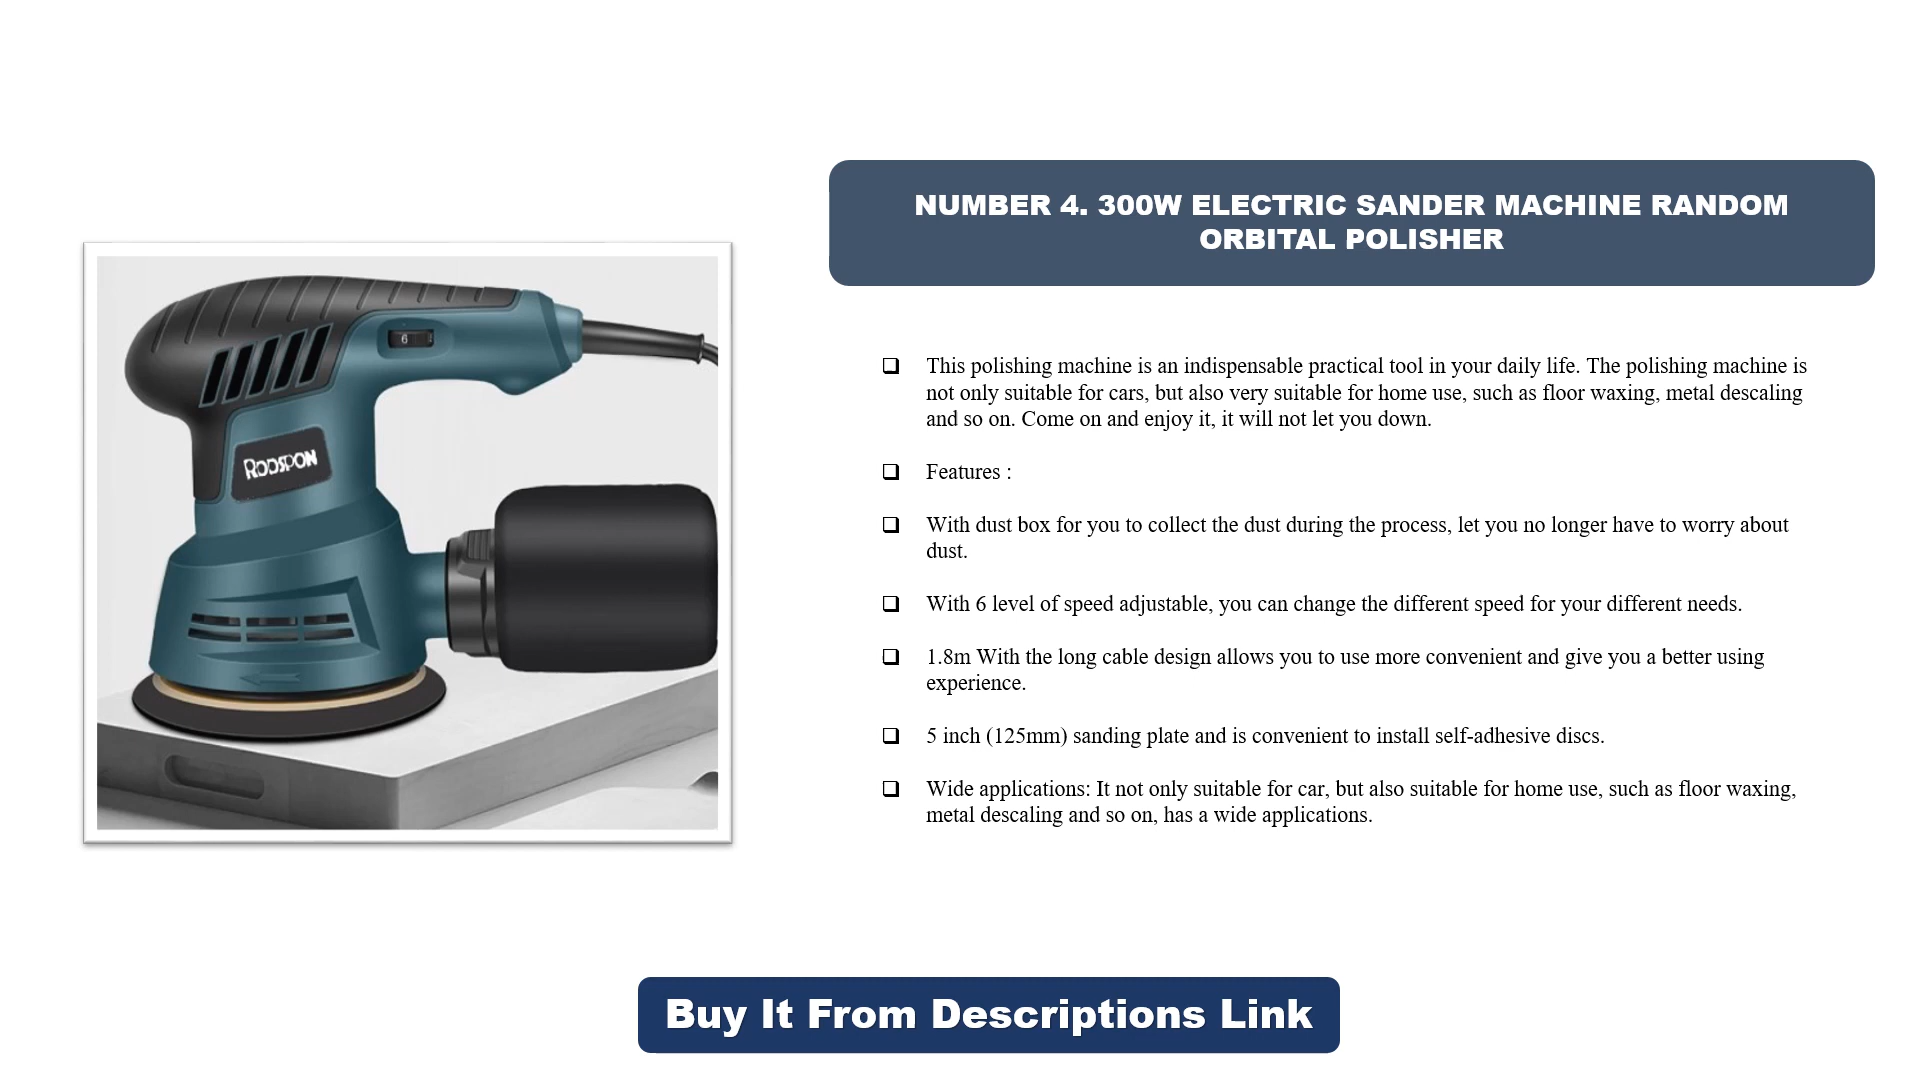 NUMBER 4. 300W ELECTRIC SANDER MACHINE RANDOM
ORBITAL POLISHER
6
RODSPON
❑ This polishing machine is an indispensable practical tool in your daily life. The polishing machine is
not only suitable for cars, but also very suitable for home use, such as floor waxing, metal descaling
and so on. Come on and enjoy it, it will not let you down.
❑ Features :
❑ With dust box for you to collect the dust during the process, let you no longer have to worry about
dust.
❑ With 6 level of speed adjustable, you can change the different speed for your different needs.
❑ 1.8m With the long cable design allows you to use more convenient and give you a better using
experience.
❑ 5 inch (125mm) sanding plate and is convenient to install self-adhesive discs.
❑ Wide applications: It not only suitable for car, but also suitable for home use, such as floor waxing,
metal descaling and so on, has a wide applications.
Buy It From Descriptions Link